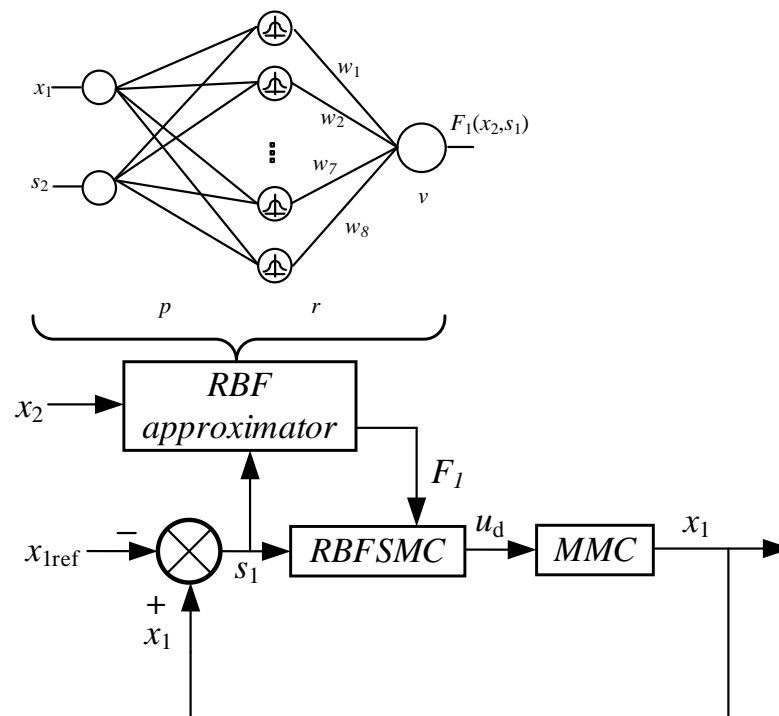 w₁
x₁
w₂
F₁(x₂,s₁)
w₇
s₂
v
w₈
p r
RBF
approximator
x₂
F₁
x₁ref − s₁ RBFSMC u_d MMC x₁
+
x₁